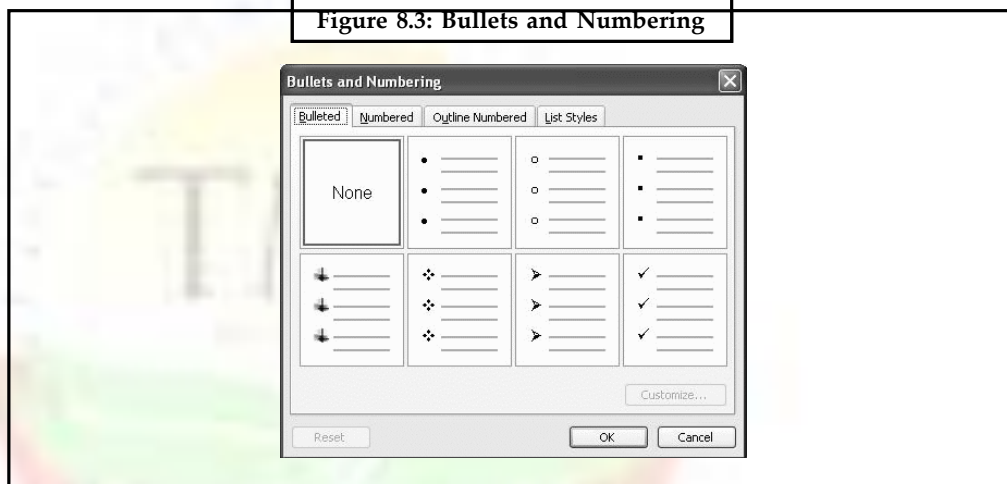 Figure 8.3: Bullets and Numbering
Bullets and Numbering
Bulleted Numbered Outline Numbered List Styles
None
Customize...
Reset OK Cancel